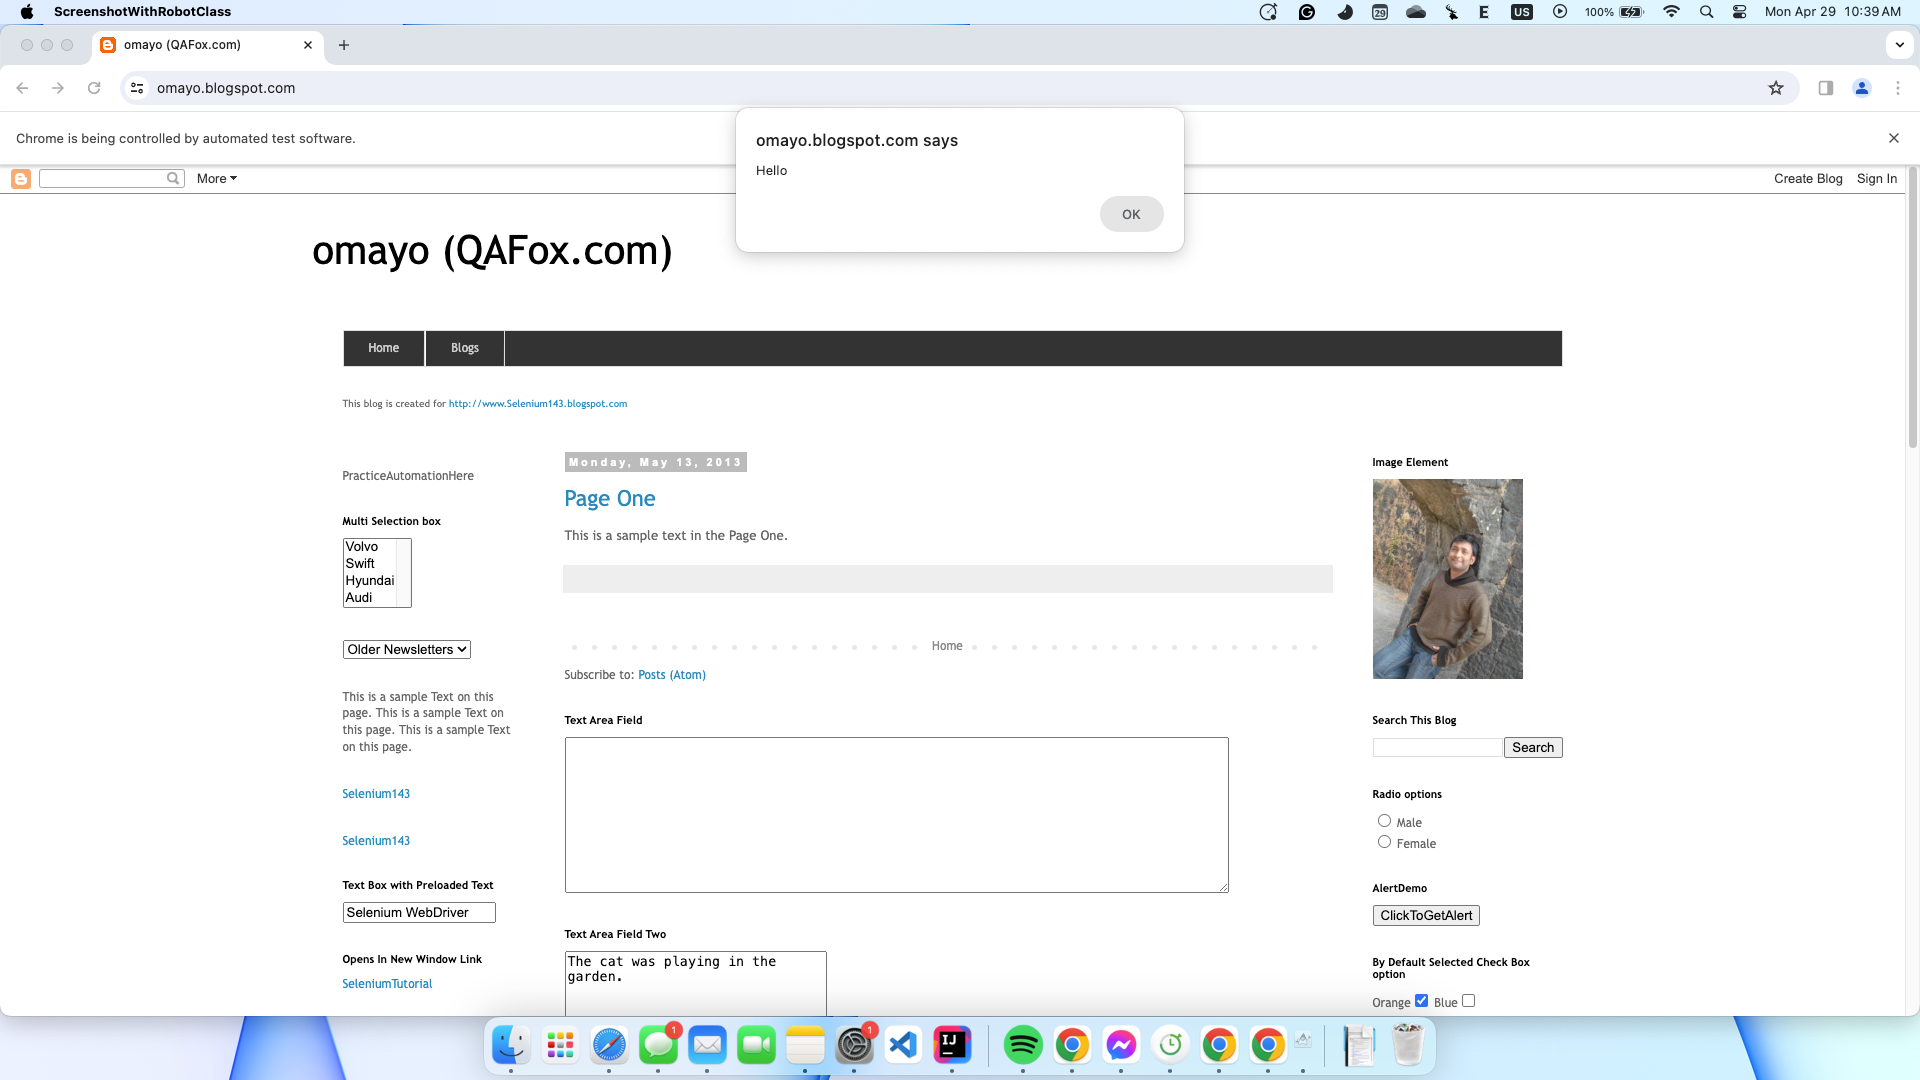 ScreenshotWithRobotClass
29
E
US
100%
Mon Apr 29 10:39 AM
omayo (QAFox.com)
omayo.blogspot.com
Chrome is being controlled by automated test software.
omayo.blogspot.com says
Hello
OK
More
Create Blog
Sign In
omayo (QAFox.com)
Home
Blogs
This blog is created for http://www.Selenium143.blogspot.com
PracticeAutomationHere
Multi Selection box
Volvo
Swift
Hyundai
Audi
Older Newsletters
This is a sample Text on this
page. This is a sample Text on
this page. This is a sample Text
on this page.
Selenium143
Selenium143
Text Box with Preloaded Text
Selenium WebDriver
Opens In New Window Link
SeleniumTutorial
Monday, May 13, 2013
Page One
This is a sample text in the Page One.
Home
Subscribe to: Posts (Atom)
Text Area Field
Text Area Field Two
The cat was playing in the
garden.
Image Element
Search This Blog
Search
Radio options
Male
Female
AlertDemo
ClickToGetAlert
By Default Selected Check Box
option
Orange Blue
1
1
IJ